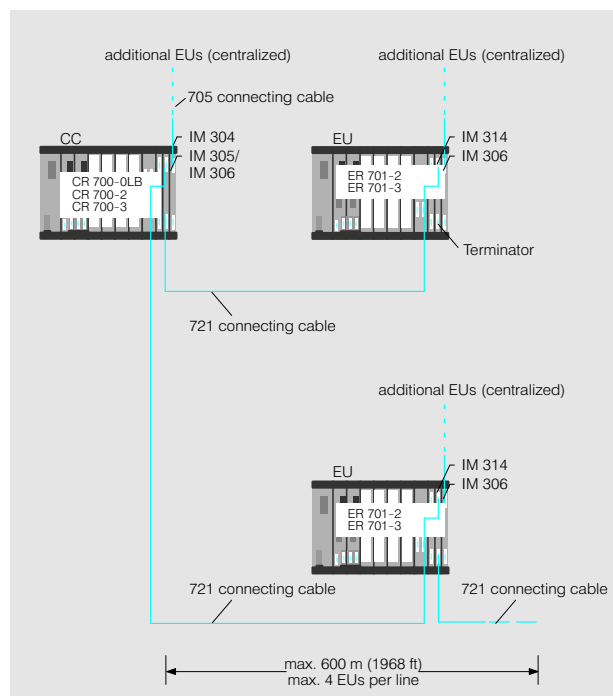 additional EUs (centralized)
additional EUs (centralized)
705 connecting cable
CC
IM 304
IM 305/
IM 306
CR 700-0LB
CR 700-2
CR 700-3
EU
IM 314
IM 306
ER 701-2
ER 701-3
Terminator
721 connecting cable
additional EUs (centralized)
EU
IM 314
IM 306
ER 701-2
ER 701-3
721 connecting cable
721 connecting cable
max. 600 m (1968 ft)
max. 4 EUs per line